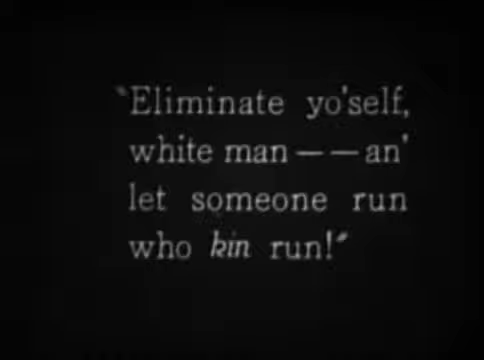 "Eliminate yo'self,
white man — — an'
let someone run
who kin run!"